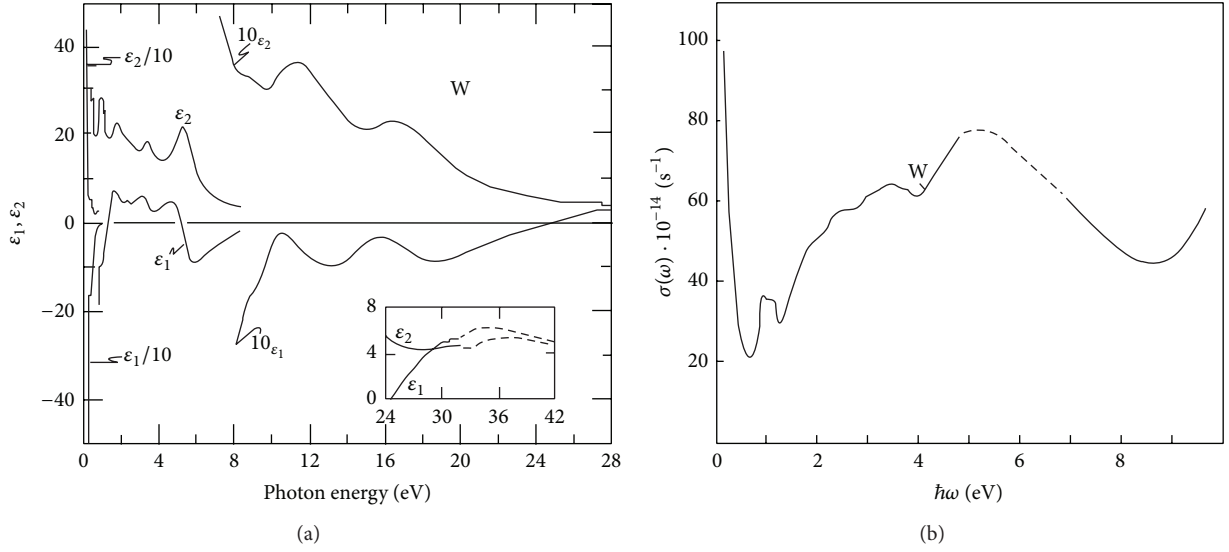 40
20
0
−20
−40
ε₁, ε₂
ε₂/10
10ε₂
W
ε₂
ε₁
10ε₁
ε₁/10
8
4
0
ε₂
ε₁
24 30 36 42
0 4 8 12 16 20 24 28
Photon energy (eV)
(a)
100
80
60
40
20
σ(ω) · 10⁻¹⁴ (s⁻¹)
W
0 2 4 6 8
ℏω (eV)
(b)